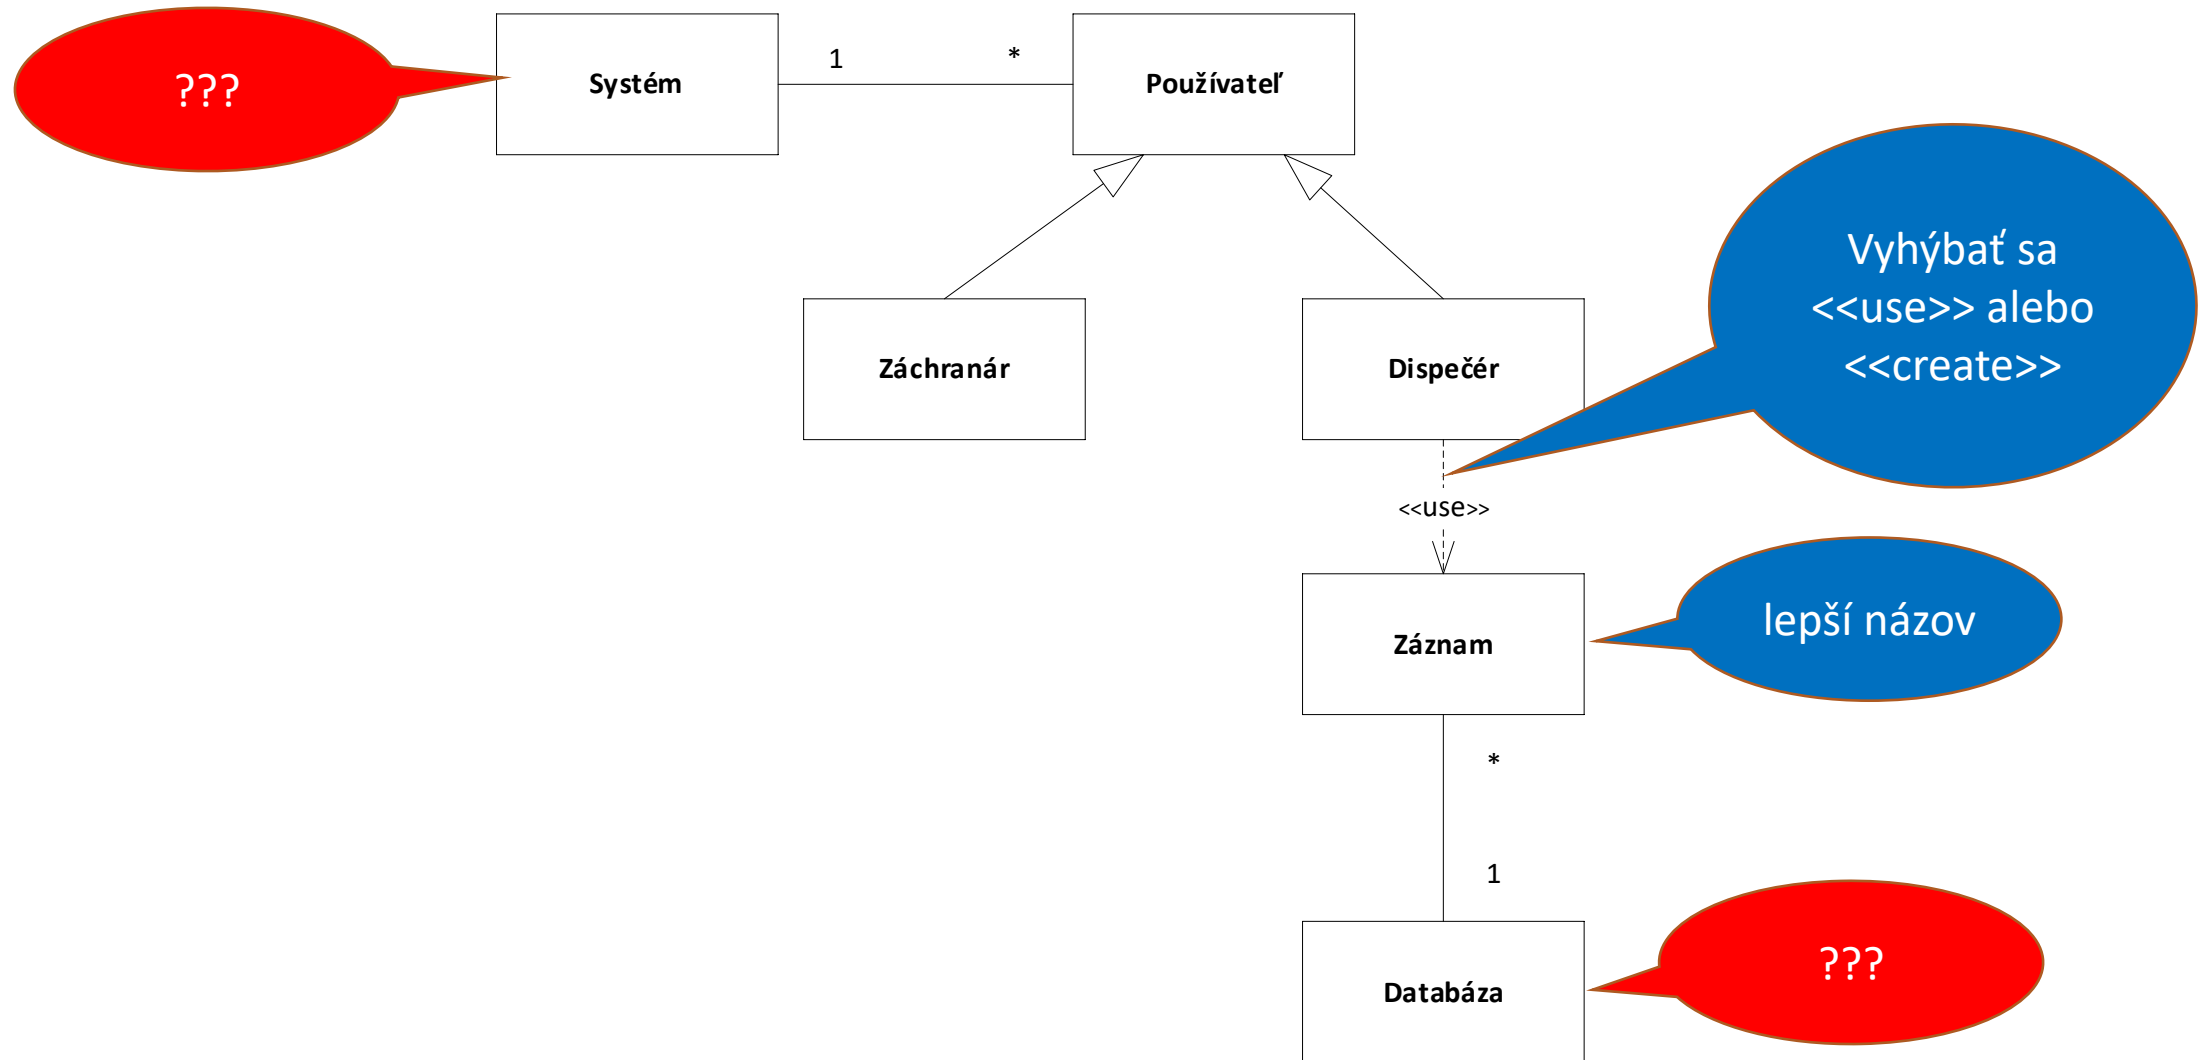 ???
Systém
1
*
Používateľ
Vyhýbať sa
<<use>> alebo
<<create>>
Záchranár
Dispečér
<<use>>
Záznam
lepší názov
*
1
Databáza
???